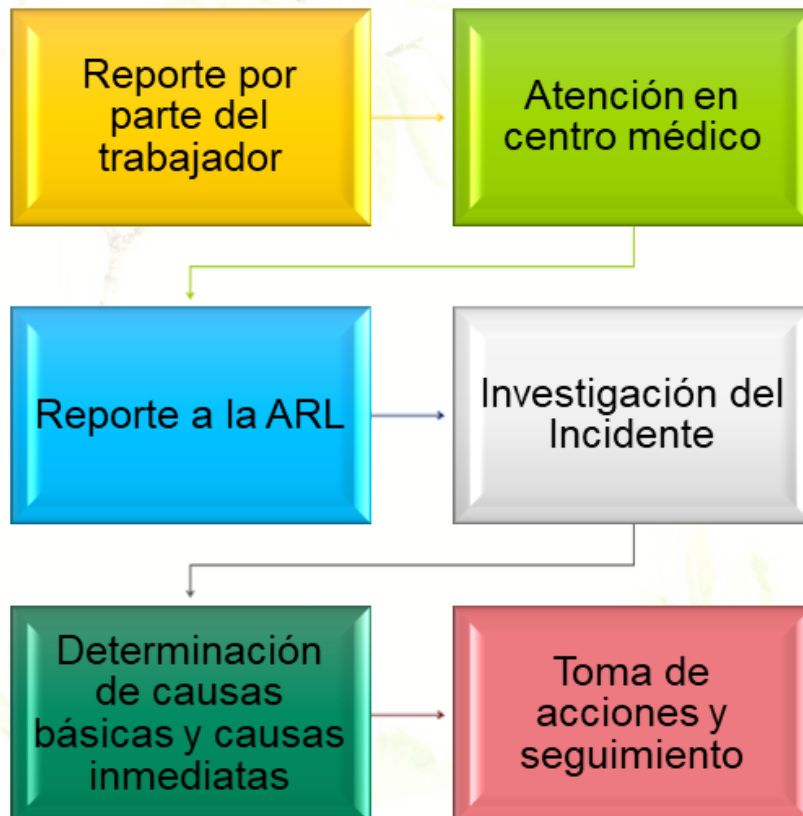 Reporte por
parte del
trabajador
Atención en
centro médico
Reporte a la ARL
Investigación del
Incidente
Determinación
de causas
básicas y causas
inmediatas
Toma de
acciones y
seguimiento